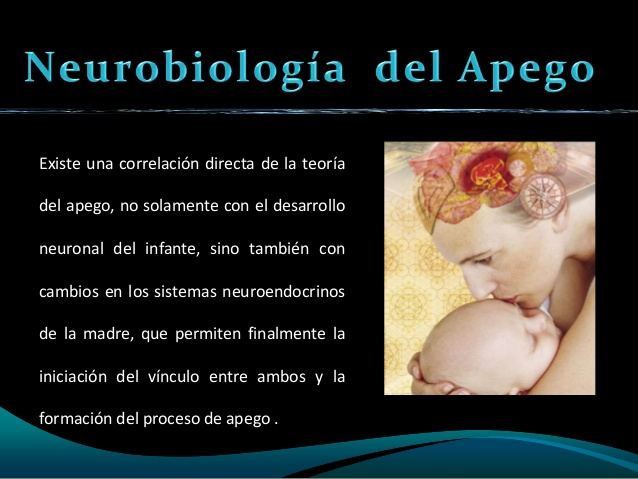 Neurobiología del Apego
Existe una correlación directa de la teoría
del apego, no solamente con el desarrollo
neuronal del infante, sino también con
cambios en los sistemas neuroendocrinos
de la madre, que permiten finalmente la
iniciación del vínculo entre ambos y la
formación del proceso de apego .